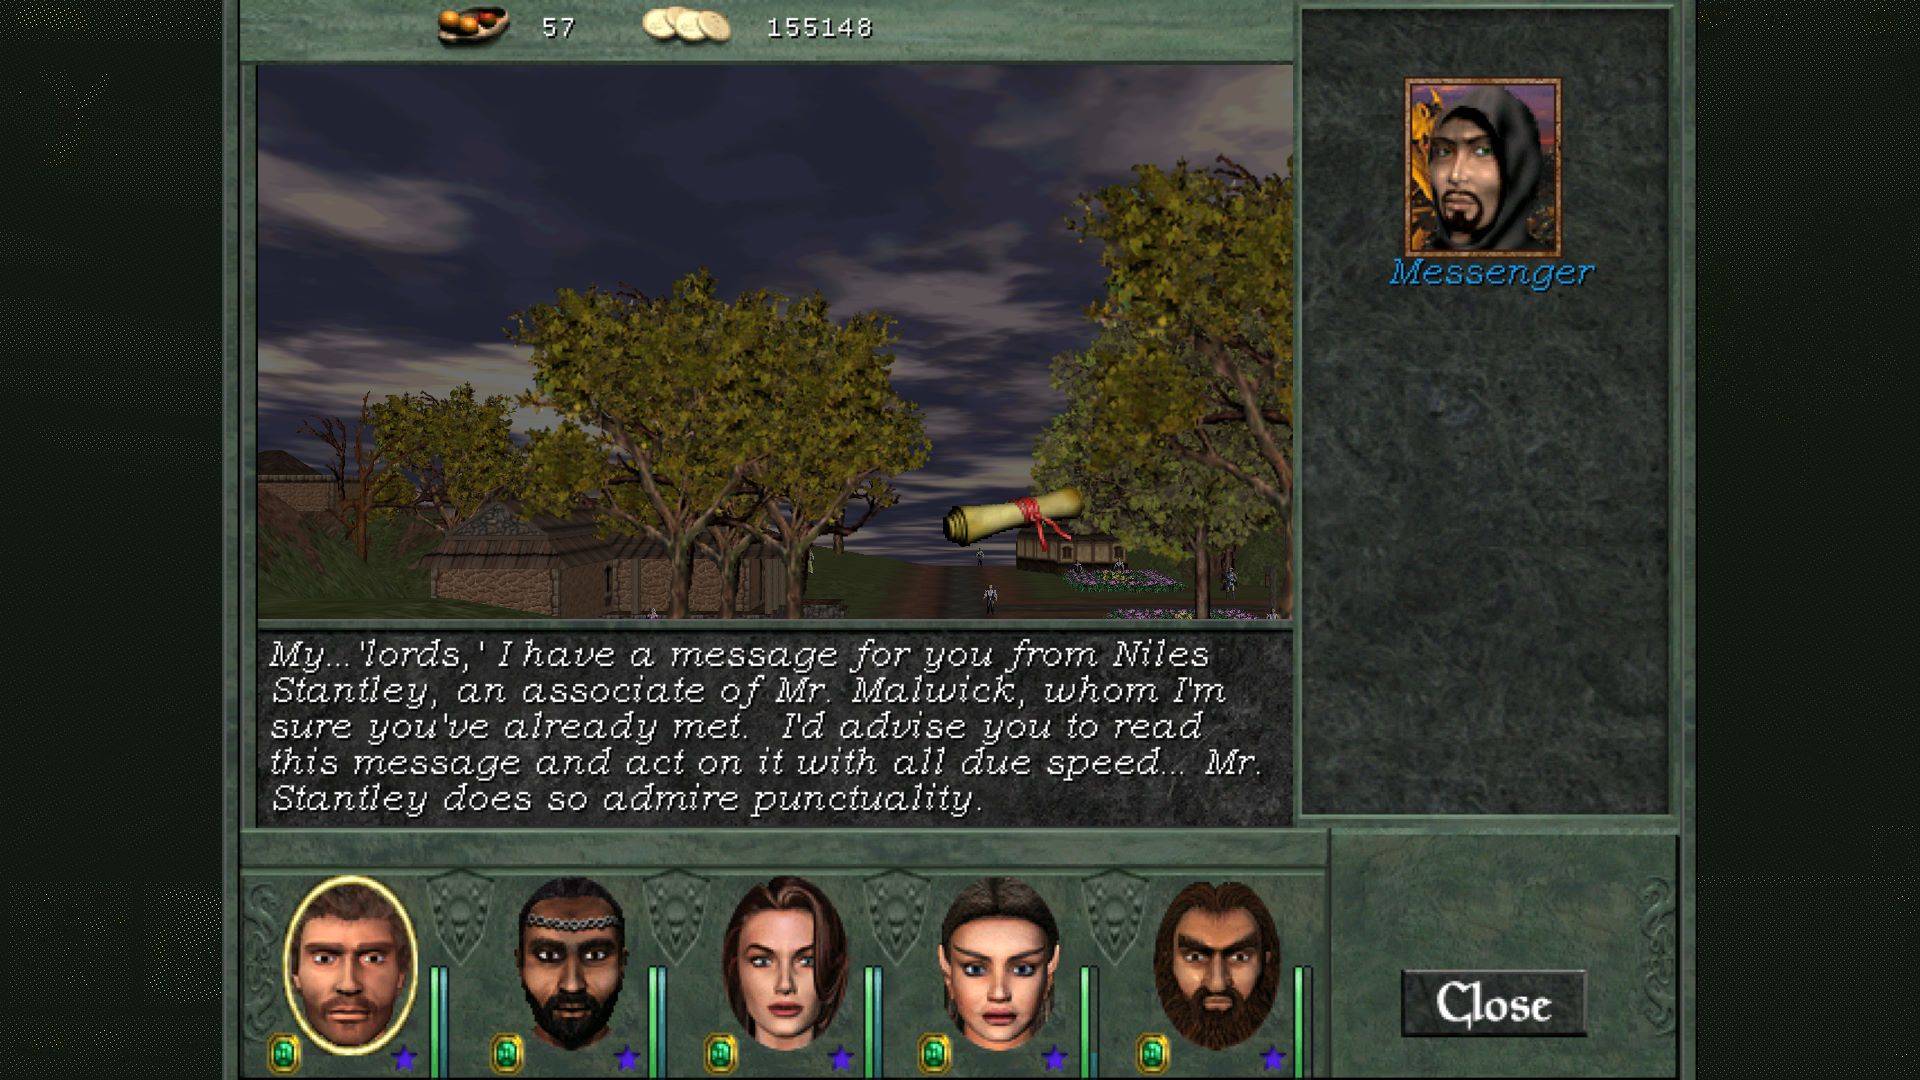 57 155148
Messenger
My...'lords,' I have a message for you from Niles
Stantley, an associate of Mr. Malwick, whom I'm
sure you've already met.  I'd advise you to read
this message and act on it with all due speed... Mr.
Stantley does so admire punctuality.
Close